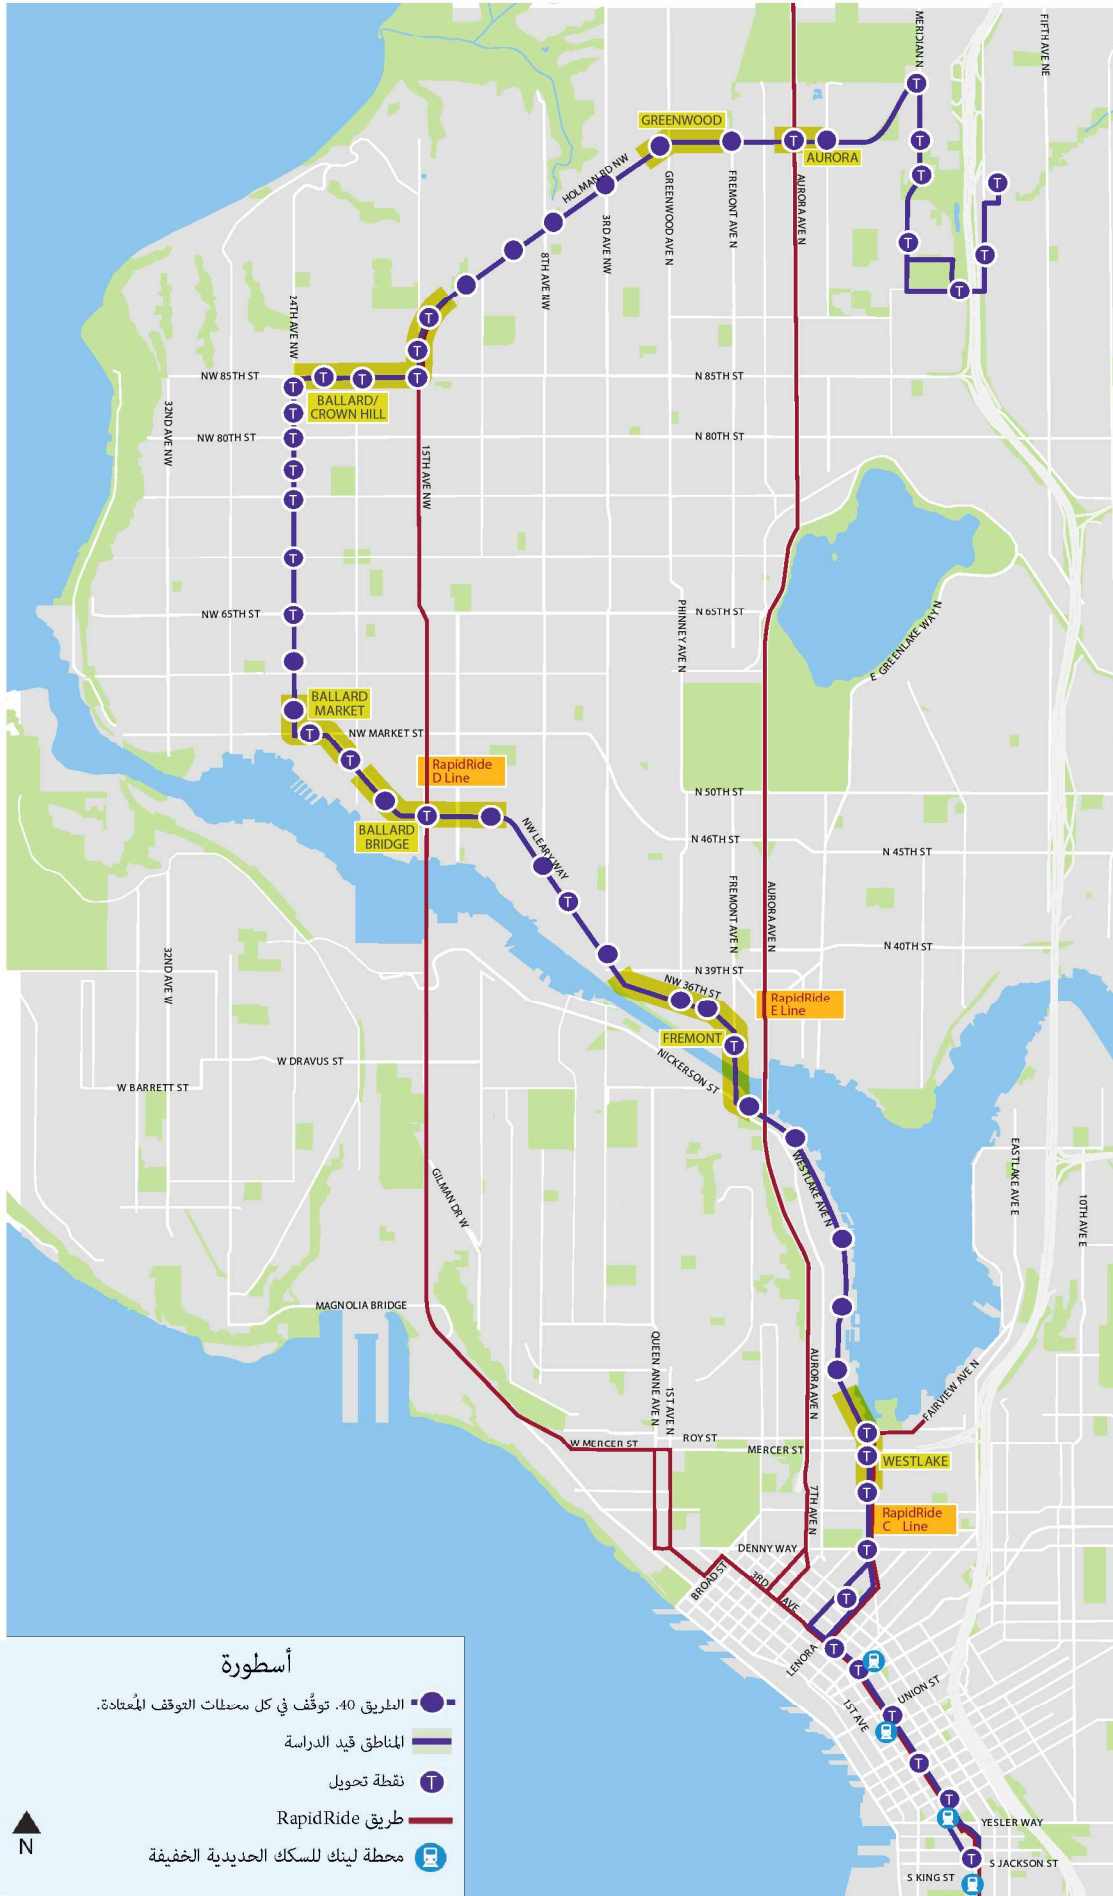 MERIDIAN N
FIFTH AVE NE
GREENWOOD
AURORA
HOLMAN RD NW
GREENWOOD AVE N
FREMONT AVE N
AURORA AVE N
3RD AVE NW
8TH AVE NW
24TH AVE NW
NW 85TH ST
N 85TH ST
BALLARD/
CROWN HILL
32ND AVE NW
NW 80TH ST
N 80TH ST
15TH AVE NW
NW 65TH ST
PHINNEY AVE N
N 65TH ST
E GREENLAKE WAY N
BALLARD
MARKET
NW MARKET ST
RapidRide
D Line
N 50TH ST
BALLARD
BRIDGE
NW LEARY WAY
N 46TH ST
N 45TH ST
FREMONT AVE N
AURORA AVE N
32ND AVE W
N 40TH ST
N 39TH ST
NW 36TH ST
RapidRide
E Line
FREMONT
NICKERSON ST
W DRAVUS ST
W BARRETT ST
WESTLAKE AVE N
EASTLAKE AVE E
10TH AVE E
GILMAN DR W
MAGNOLIA BRIDGE
QUEEN ANNE AVE N
1ST AVE N
AURORA AVE N
FAIRVIEW AVE N
ROY ST
W MERCER ST
MERCER ST
WESTLAKE
7TH AVE N
RapidRide
C Line
DENNY WAY
BROAD ST
3RD AVE
LENORA
UNION ST
1ST AVE
YESLER WAY
S JACKSON ST
S KING ST
أسطورة
الطريق 40. توقَّف في كل محطات التوقف المُعتادة.
المناطق قيد الدراسة
T نقطة تحويل
طريق RapidRide
محطة لينك للسكك الحديدية الخفيفة
N